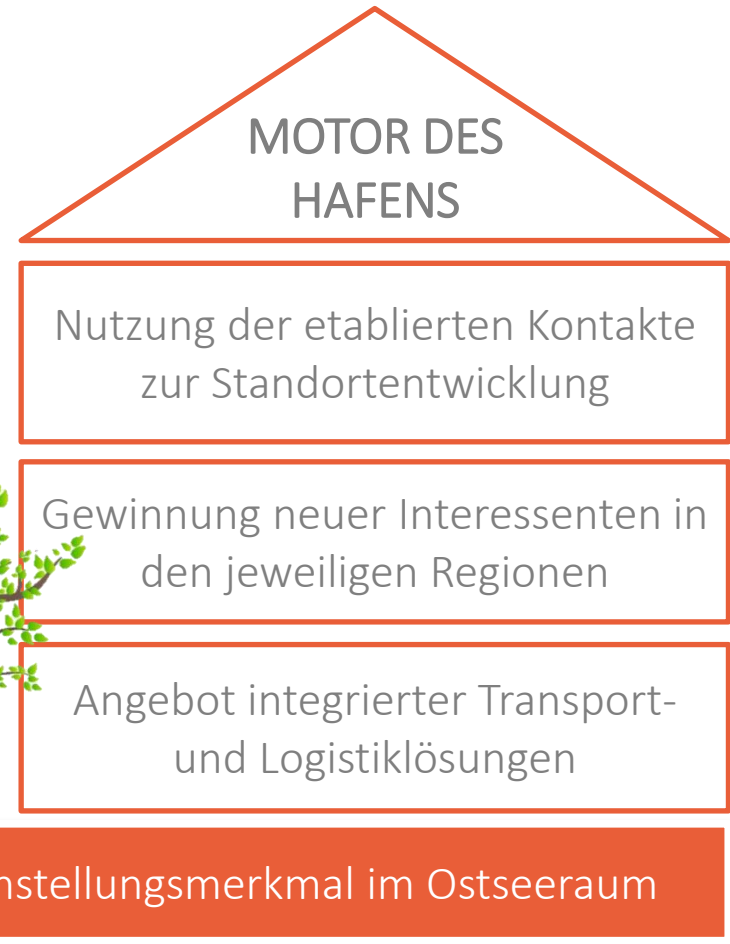 MOTOR DES
HAFENS
Nutzung der etablierten Kontakte
zur Standortentwicklung
Gewinnung neuer Interessenten in
den jeweiligen Regionen
Angebot integrierter Transport-
und Logistiklösungen
nstellungsmerkmal im Ostseeraum